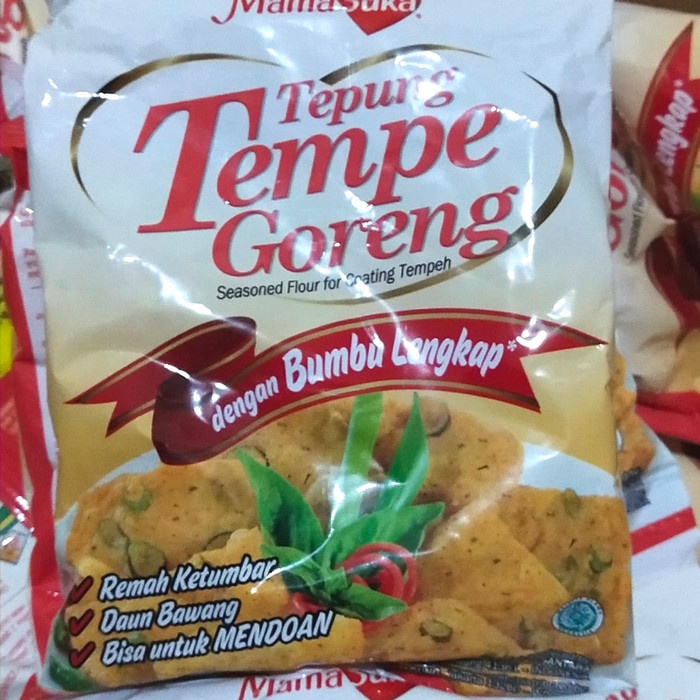 MamaSuka
Tepung
Tempe
Goreng
Seasoned Flour for Coating Tempeh
dengan Bumbu Lengkap*
Remah Ketumbar
Daun Bawang
Bisa untuk MENDOAN
MamaSuka
Lengkap*